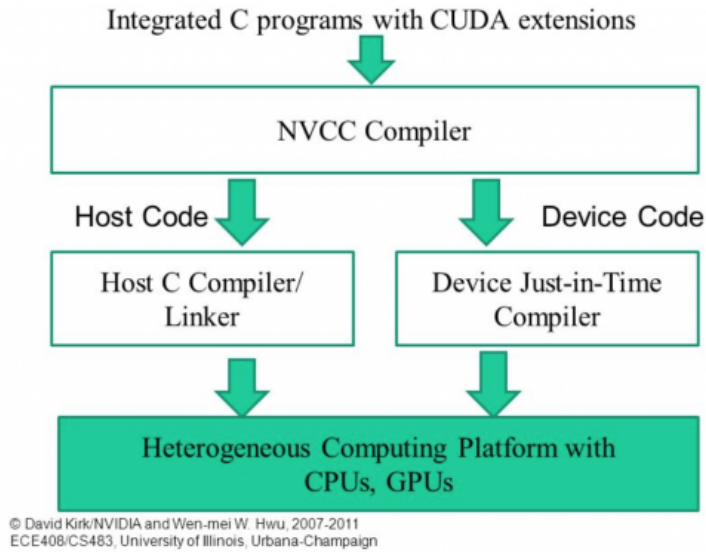 Integrated C programs with CUDA extensions
NVCC Compiler
Host Code
Device Code
Host C Compiler/
Linker
Device Just-in-Time
Compiler
Heterogeneous Computing Platform with
CPUs, GPUs
© David Kirk/NVIDIA and Wen-mei W. Hwu, 2007-2011
ECE408/CS483, University of Illinois, Urbana-Champaign